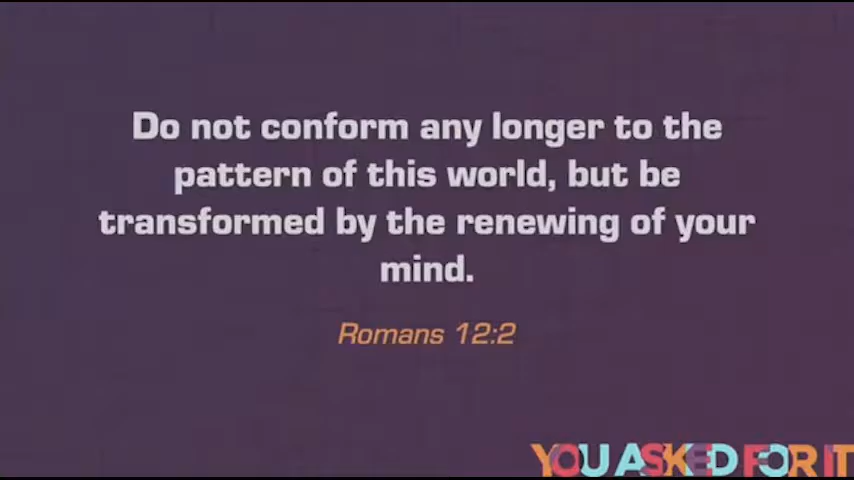 Do not conform any longer to the
pattern of this world, but be
transformed by the renewing of your
mind.
Romans 12:2
YOU ASKED FOR IT